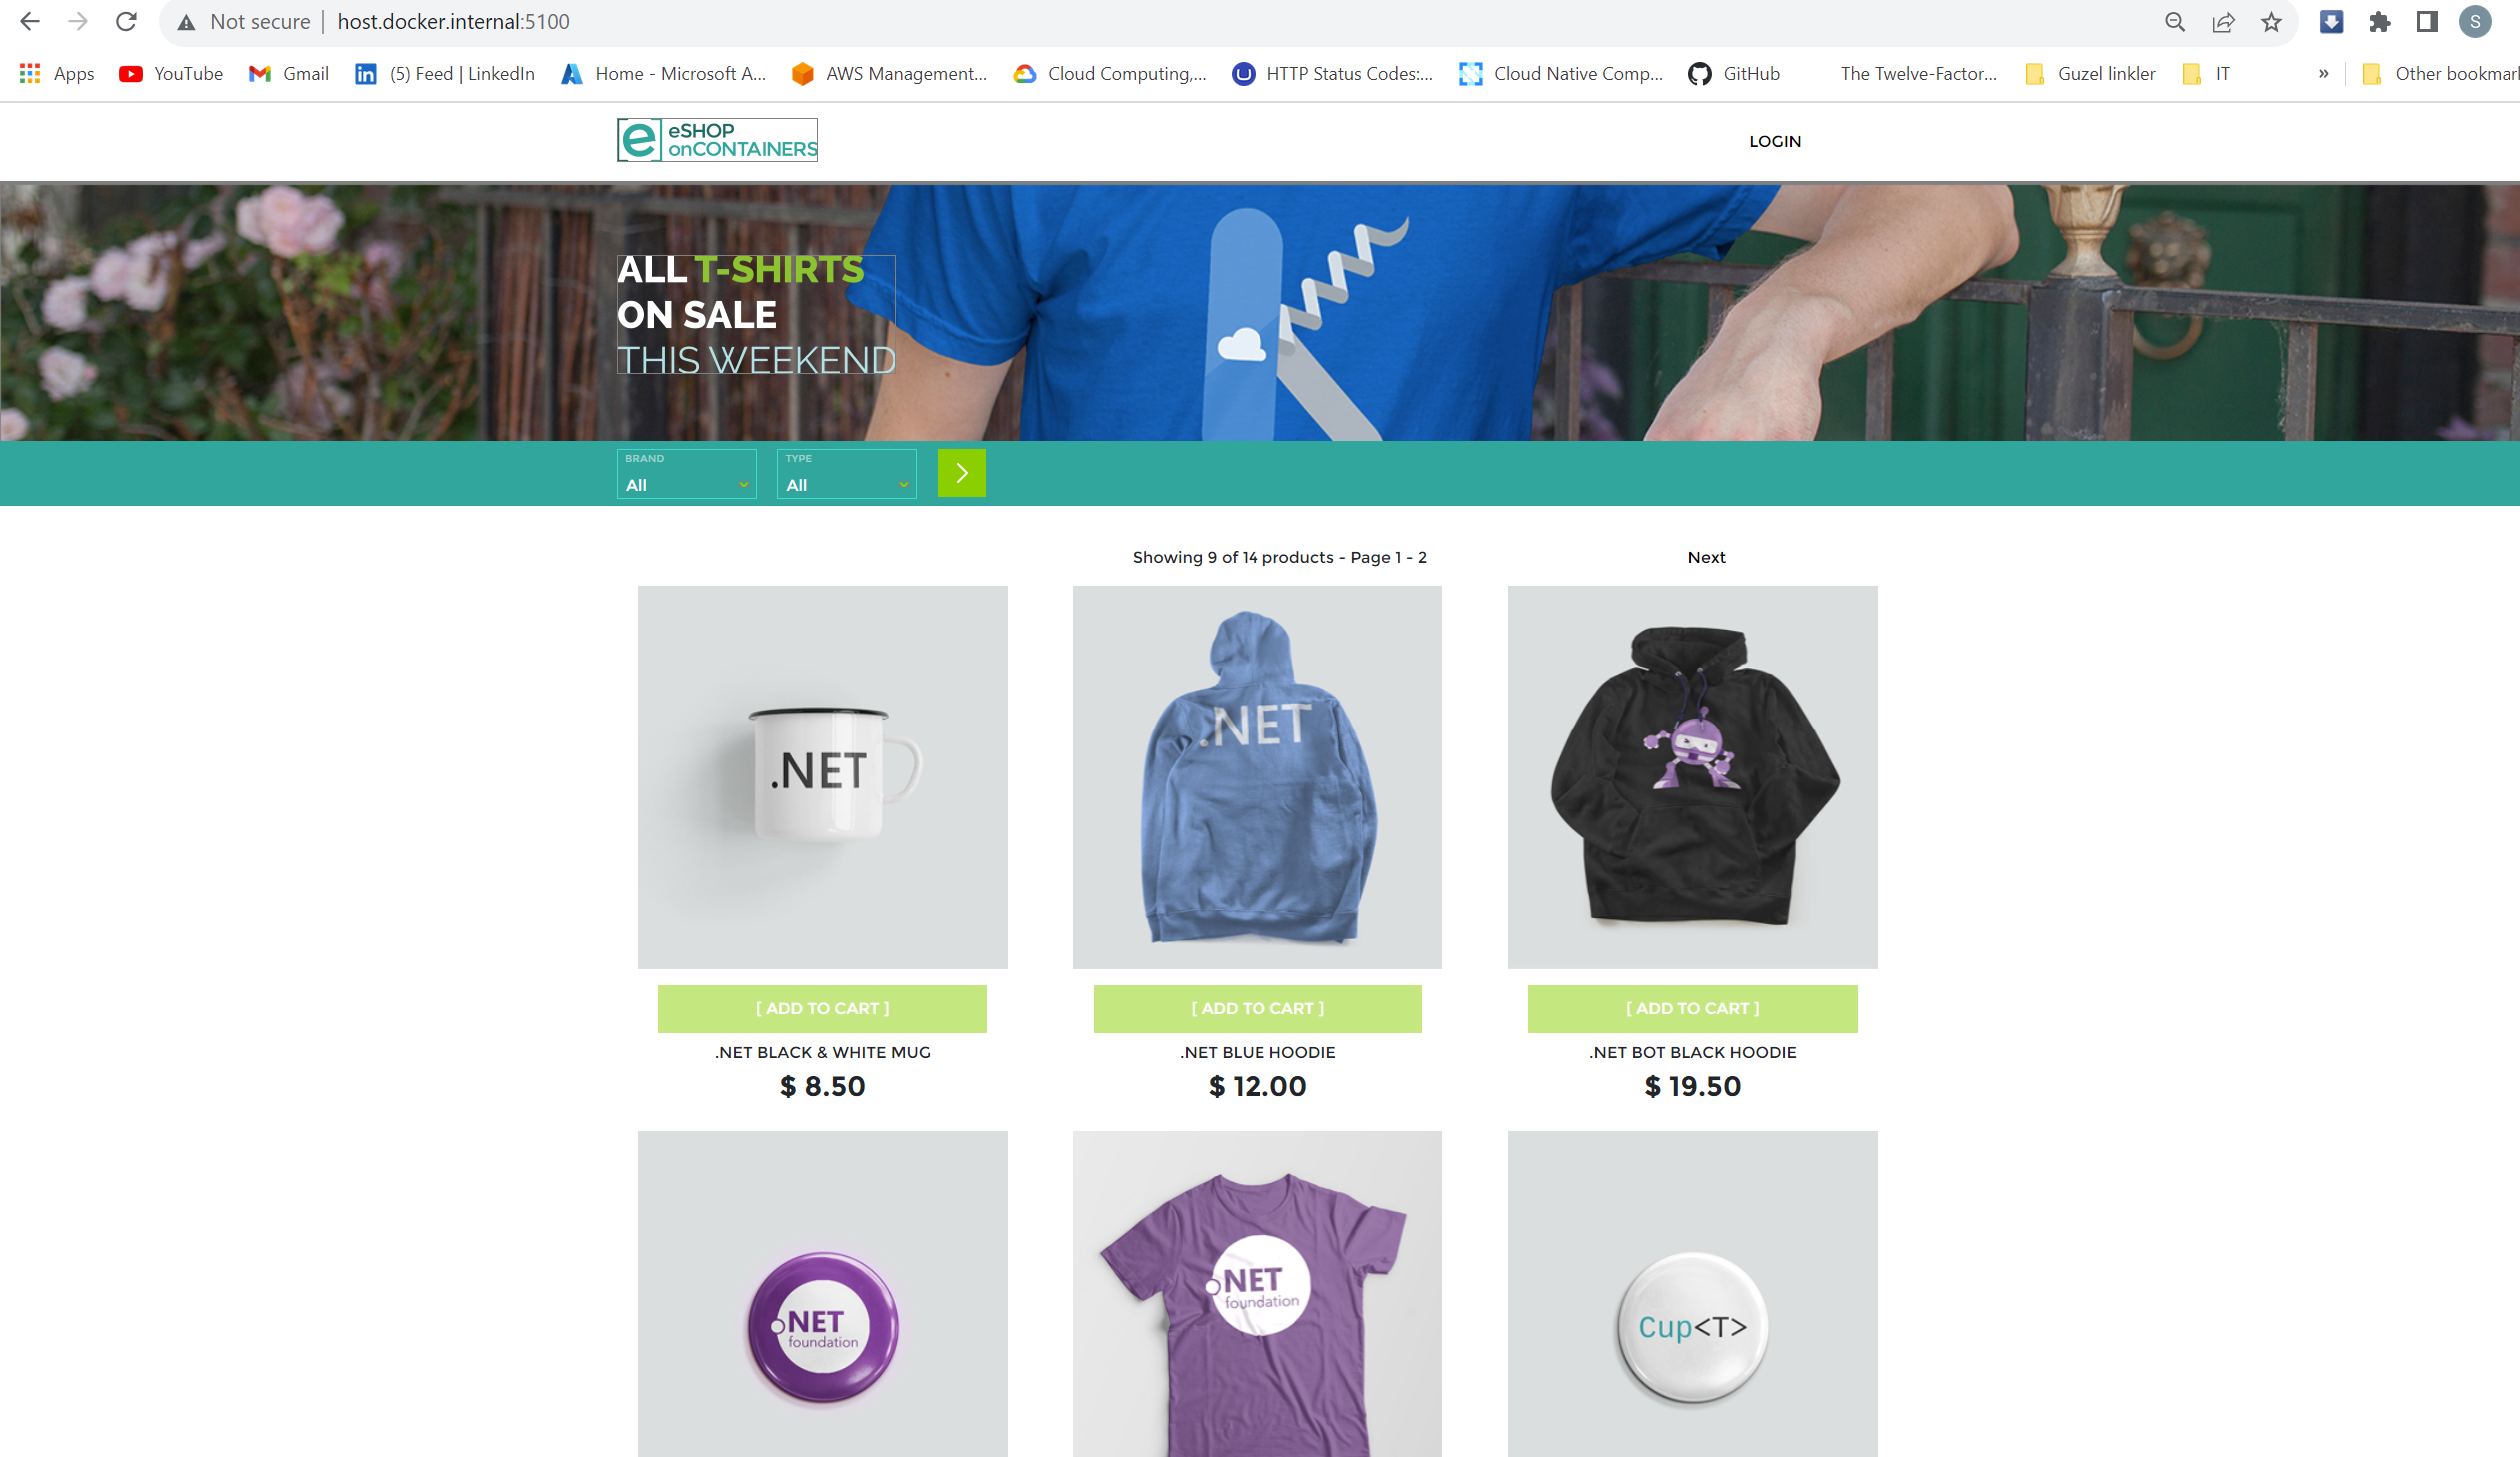 Not secure | host.docker.internal:5100
S
Apps YouTube Gmail (5) Feed | LinkedIn Home - Microsoft A... AWS Management... Cloud Computing,... HTTP Status Codes:... Cloud Native Comp... GitHub The Twelve-Factor... Guzel linkler IT » Other bookmar
e eSHOP
onCONTAINERS
LOGIN
ALL T-SHIRTS
ON SALE
THIS WEEKEND
BRAND TYPE
All All
Showing 9 of 14 products - Page 1 - 2 Next
.NET
.NET
[ ADD TO CART ] [ ADD TO CART ] [ ADD TO CART ]
.NET BLACK & WHITE MUG .NET BLUE HOODIE .NET BOT BLACK HOODIE
$ 8.50 $ 12.00 $ 19.50
.NET
foundation
.NET
foundation
Cup<T>